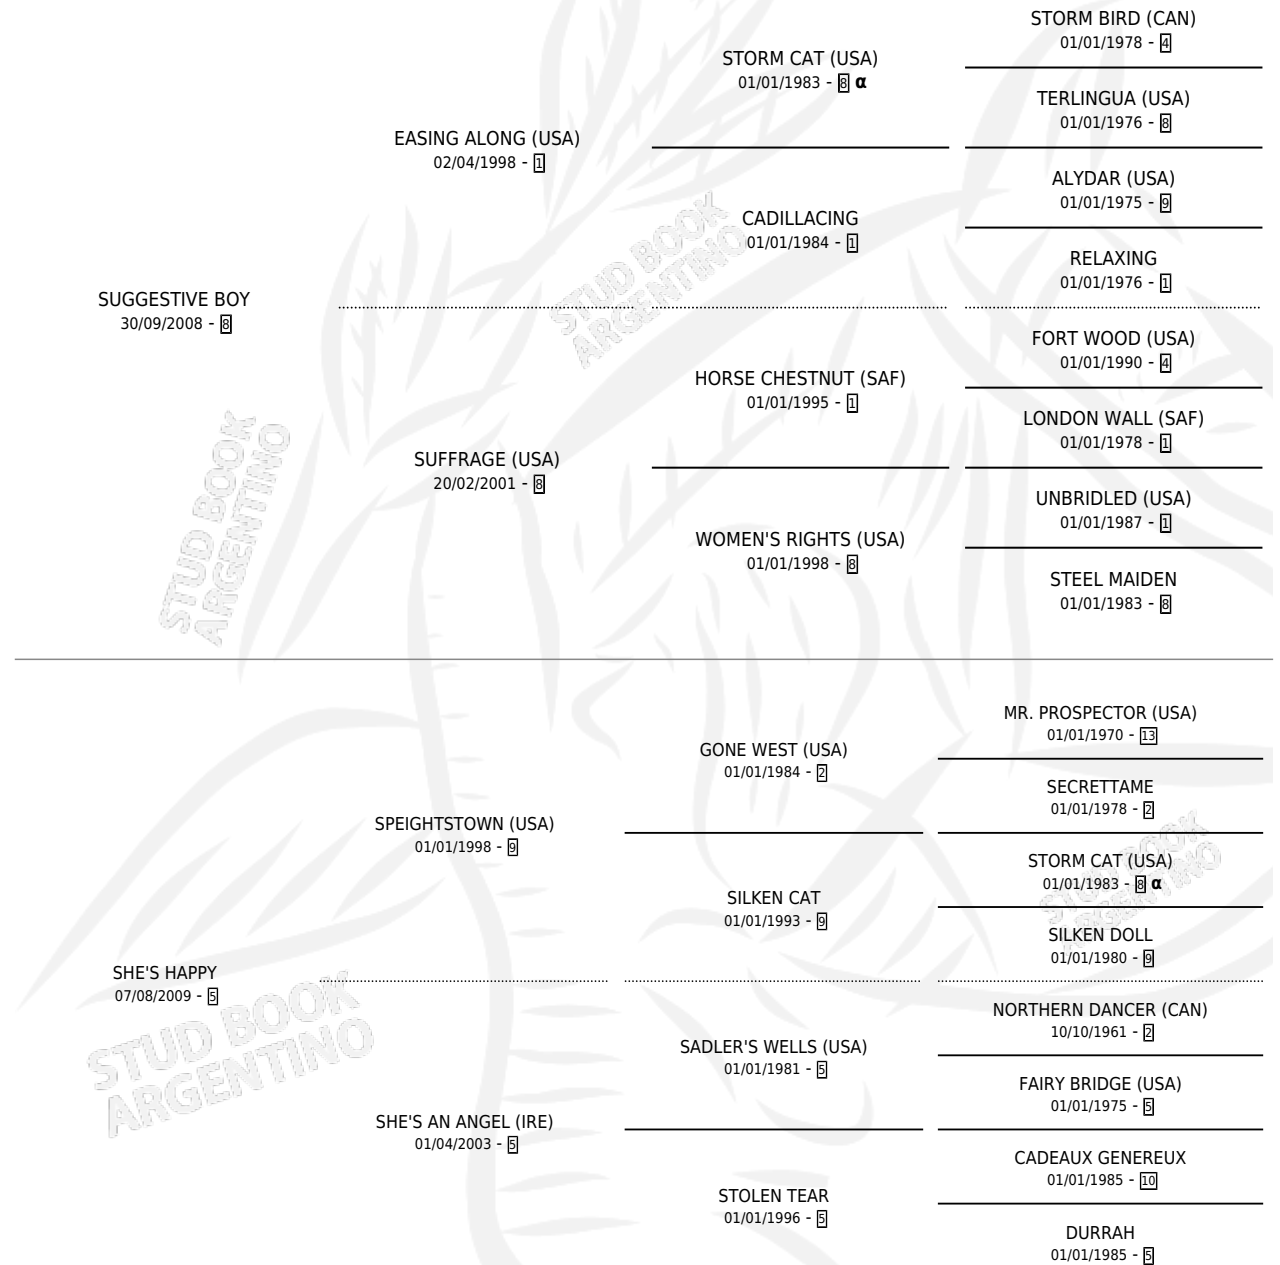 STORM BIRD (CAN)
01/01/1978 - 4
STORM CAT (USA)
01/01/1983 - 8 α
TERLINGUA (USA)
01/01/1976 - 8
EASING ALONG (USA)
02/04/1998 - 1
ALYDAR (USA)
01/01/1975 - 9
CADILLACING
01/01/1984 - 1
RELAXING
01/01/1976 - 1
SUGGESTIVE BOY
30/09/2008 - 8
FORT WOOD (USA)
01/01/1990 - 4
HORSE CHESTNUT (SAF)
01/01/1995 - 1
LONDON WALL (SAF)
01/01/1978 - 1
SUFFRAGE (USA)
20/02/2001 - 8
UNBRIDLED (USA)
01/01/1987 - 1
WOMEN'S RIGHTS (USA)
01/01/1998 - 8
STEEL MAIDEN
01/01/1983 - 8
MR. PROSPECTOR (USA)
01/01/1970 - 13
GONE WEST (USA)
01/01/1984 - 2
SECRETTAME
01/01/1978 - 2
SPEIGHTSTOWN (USA)
01/01/1998 - 9
STORM CAT (USA)
01/01/1983 - 8 α
SILKEN CAT
01/01/1993 - 9
SILKEN DOLL
01/01/1980 - 9
SHE'S HAPPY
07/08/2009 - 5
NORTHERN DANCER (CAN)
10/10/1961 - 2
SADLER'S WELLS (USA)
01/01/1981 - 5
FAIRY BRIDGE (USA)
01/01/1975 - 5
SHE'S AN ANGEL (IRE)
01/04/2003 - 5
CADEAUX GENEREUX
01/01/1985 - 10
STOLEN TEAR
01/01/1996 - 5
DURRAH
01/01/1985 - 5
STUD BOOK
ARGENTINO
STUD BOOK
ARGENTINO
STUD BOOK
ARGENTINO
STUD BOOK
ARGENTINO